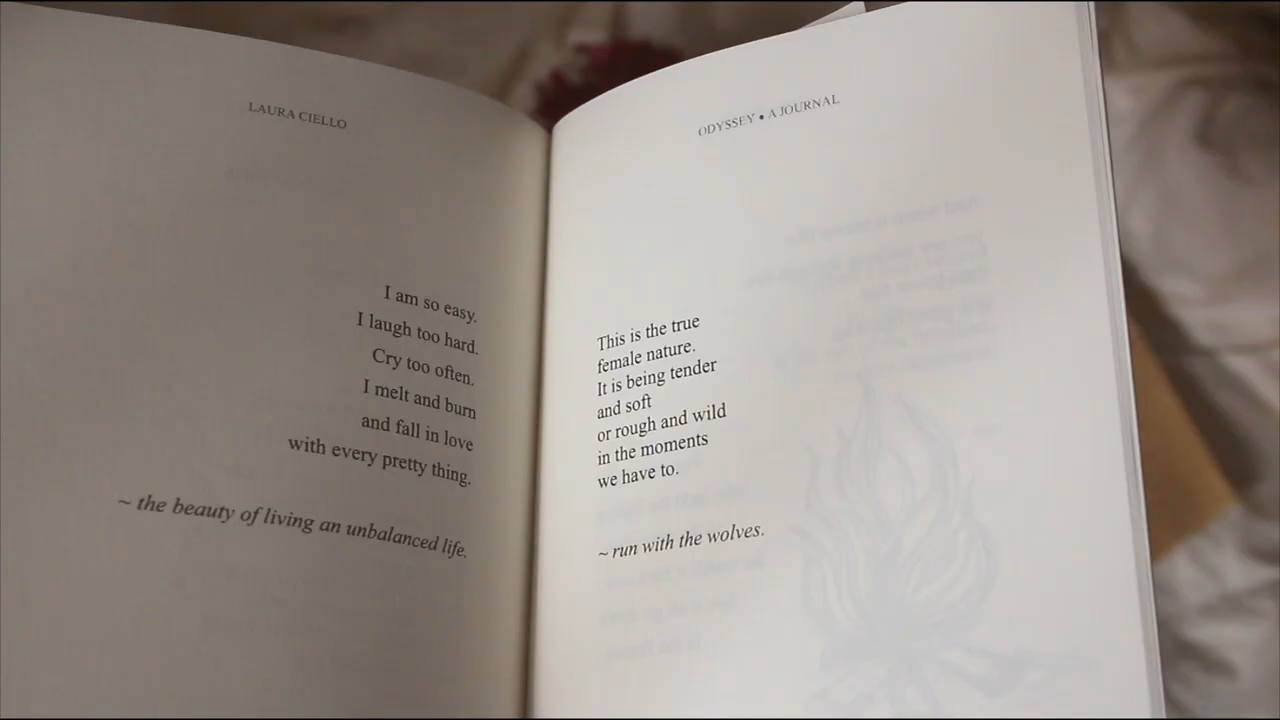 LAURA CIELLO
I am so easy.
I laugh too hard.
Cry too often.
I melt and burn
and fall in love
with every pretty thing.
~ the beauty of living an unbalanced life.
ODYSSEY • A JOURNAL
This is the true
female nature.
It is being tender
and soft
or rough and wild
in the moments
we have to.
~ run with the wolves.